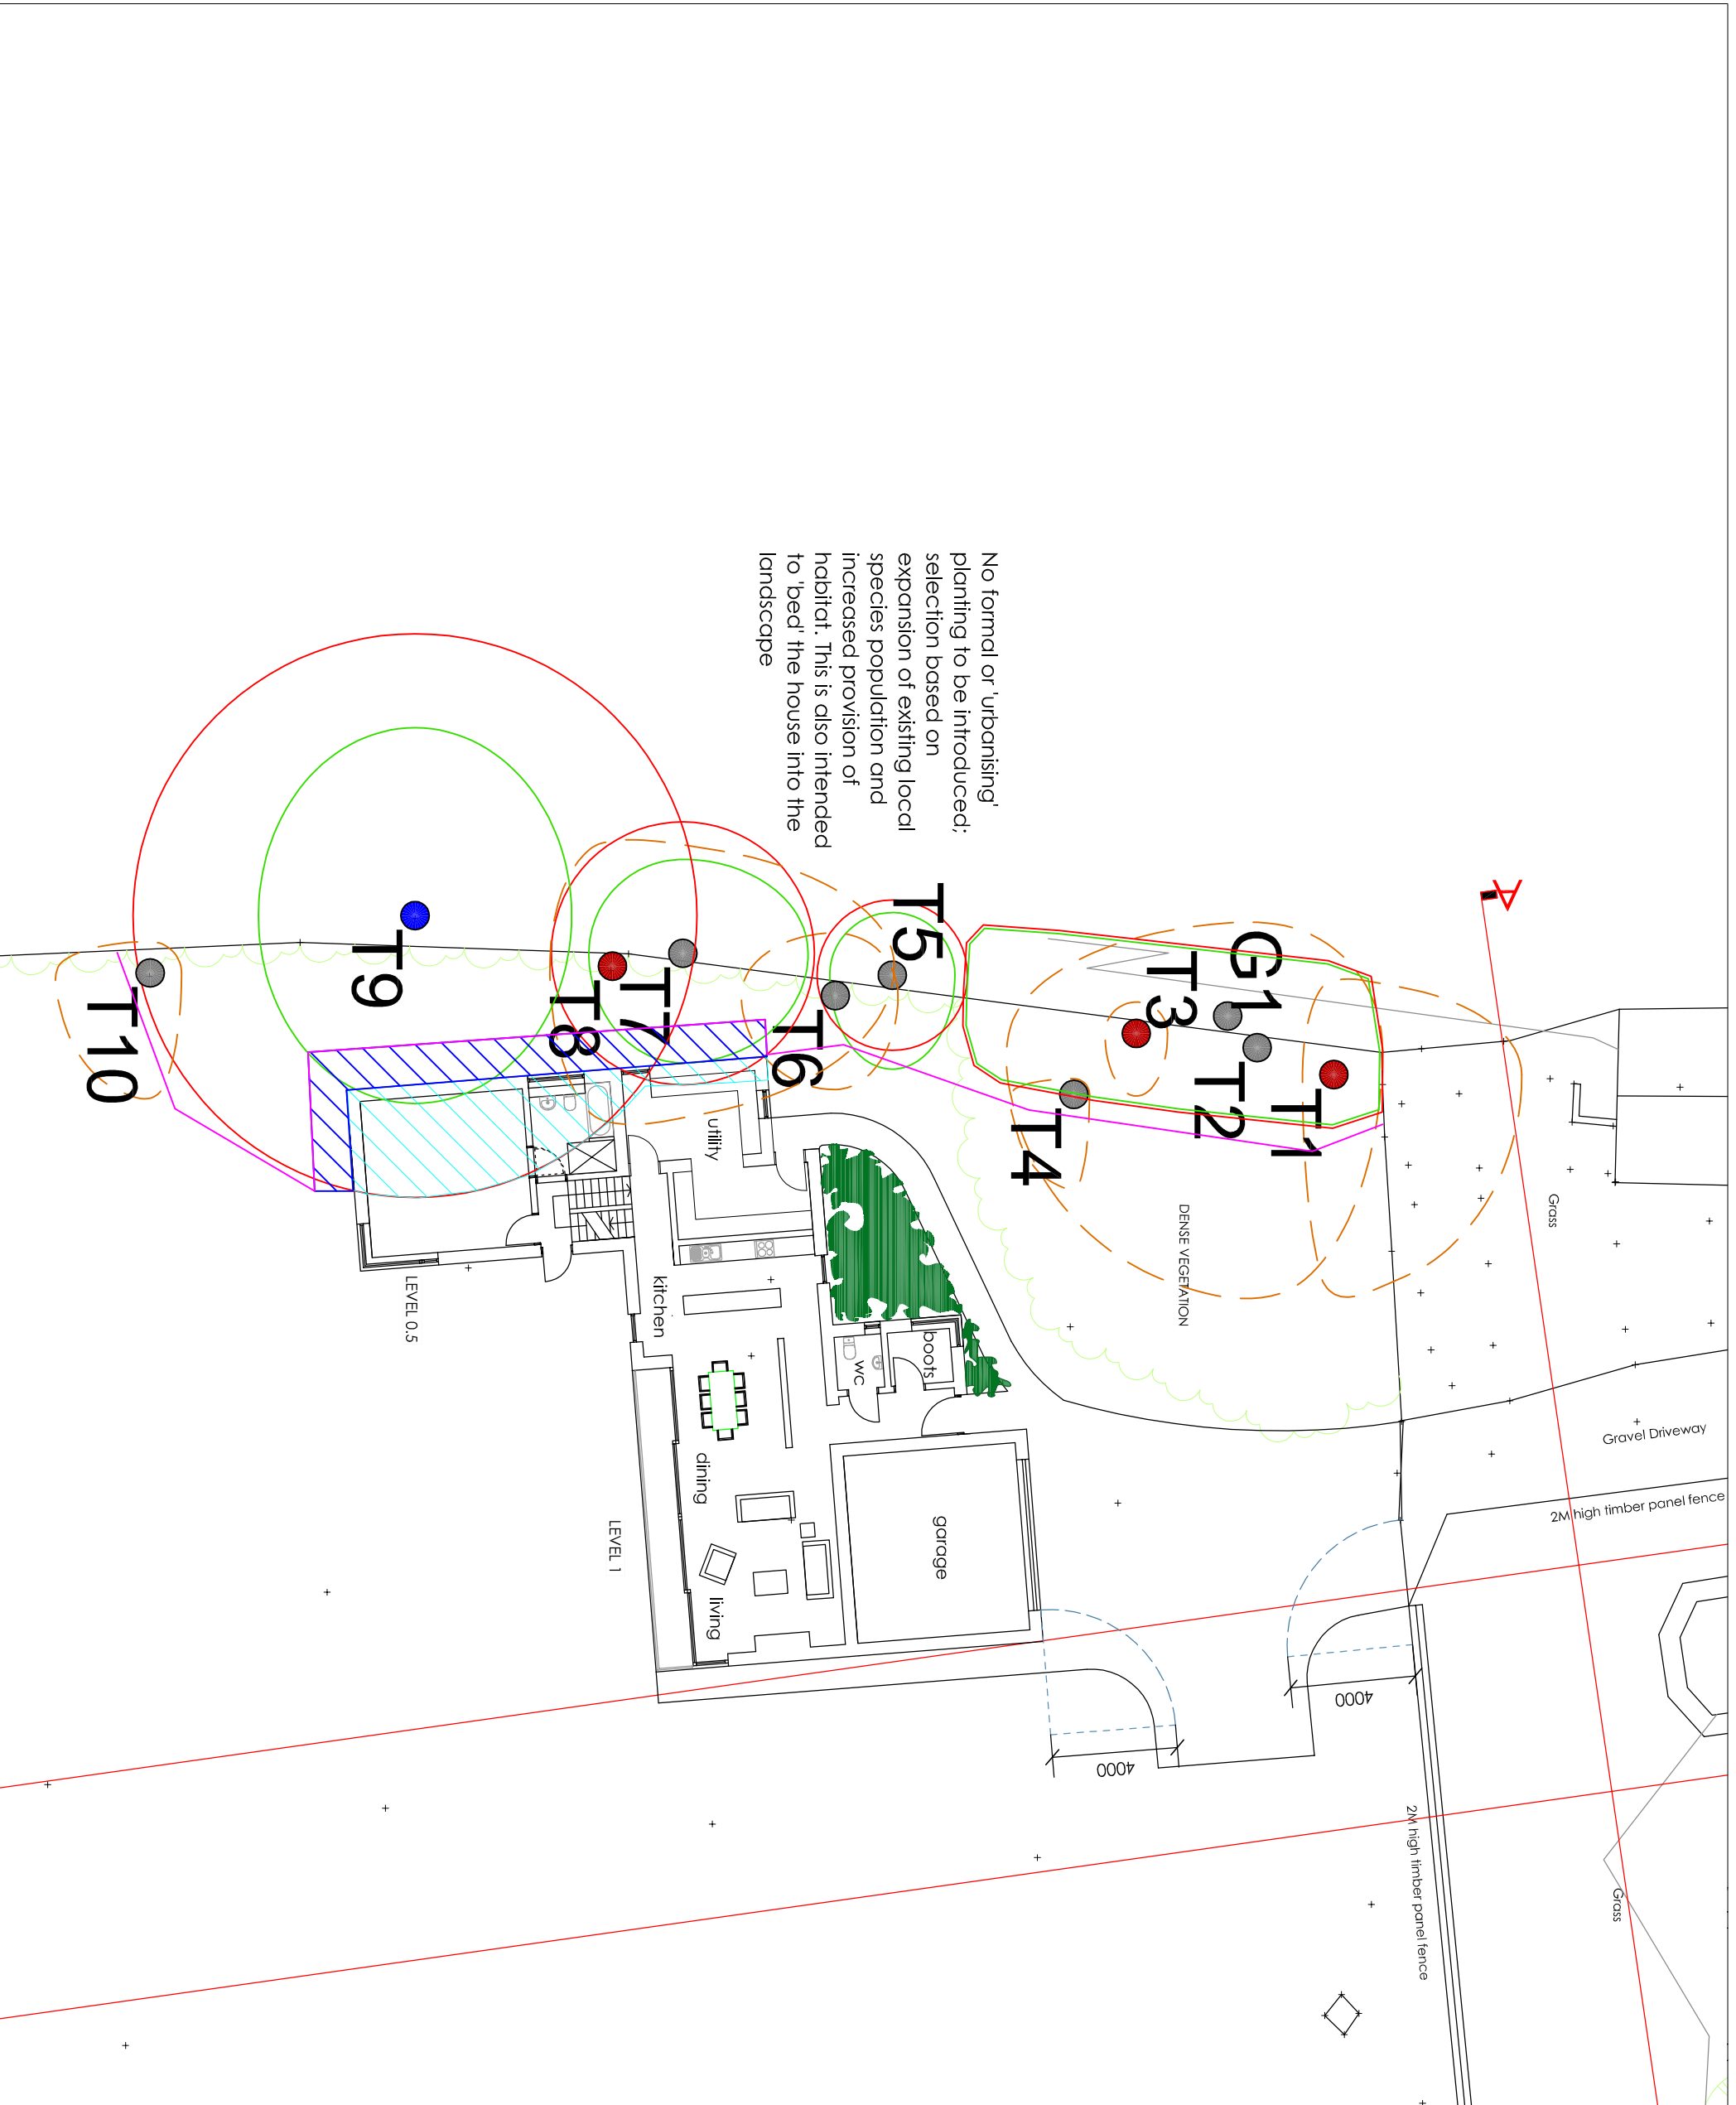 No formal or 'urbanising'
planting to be introduced;
selection based on
expansion of existing local
species population and
increased provision of
habitat. This is also intended
to 'bed' the house into the
landscape
A
G1
T1
T2
T3
T4
T5
T6
T7
T8
T9
T10
DENSE VEGETATION
Grass
Gravel Driveway
2M high timber panel fence
utility
kitchen
boots
wc
dining
living
garage
LEVEL 0.5
LEVEL 1
4000
4000
2M high timber panel fence
Grass